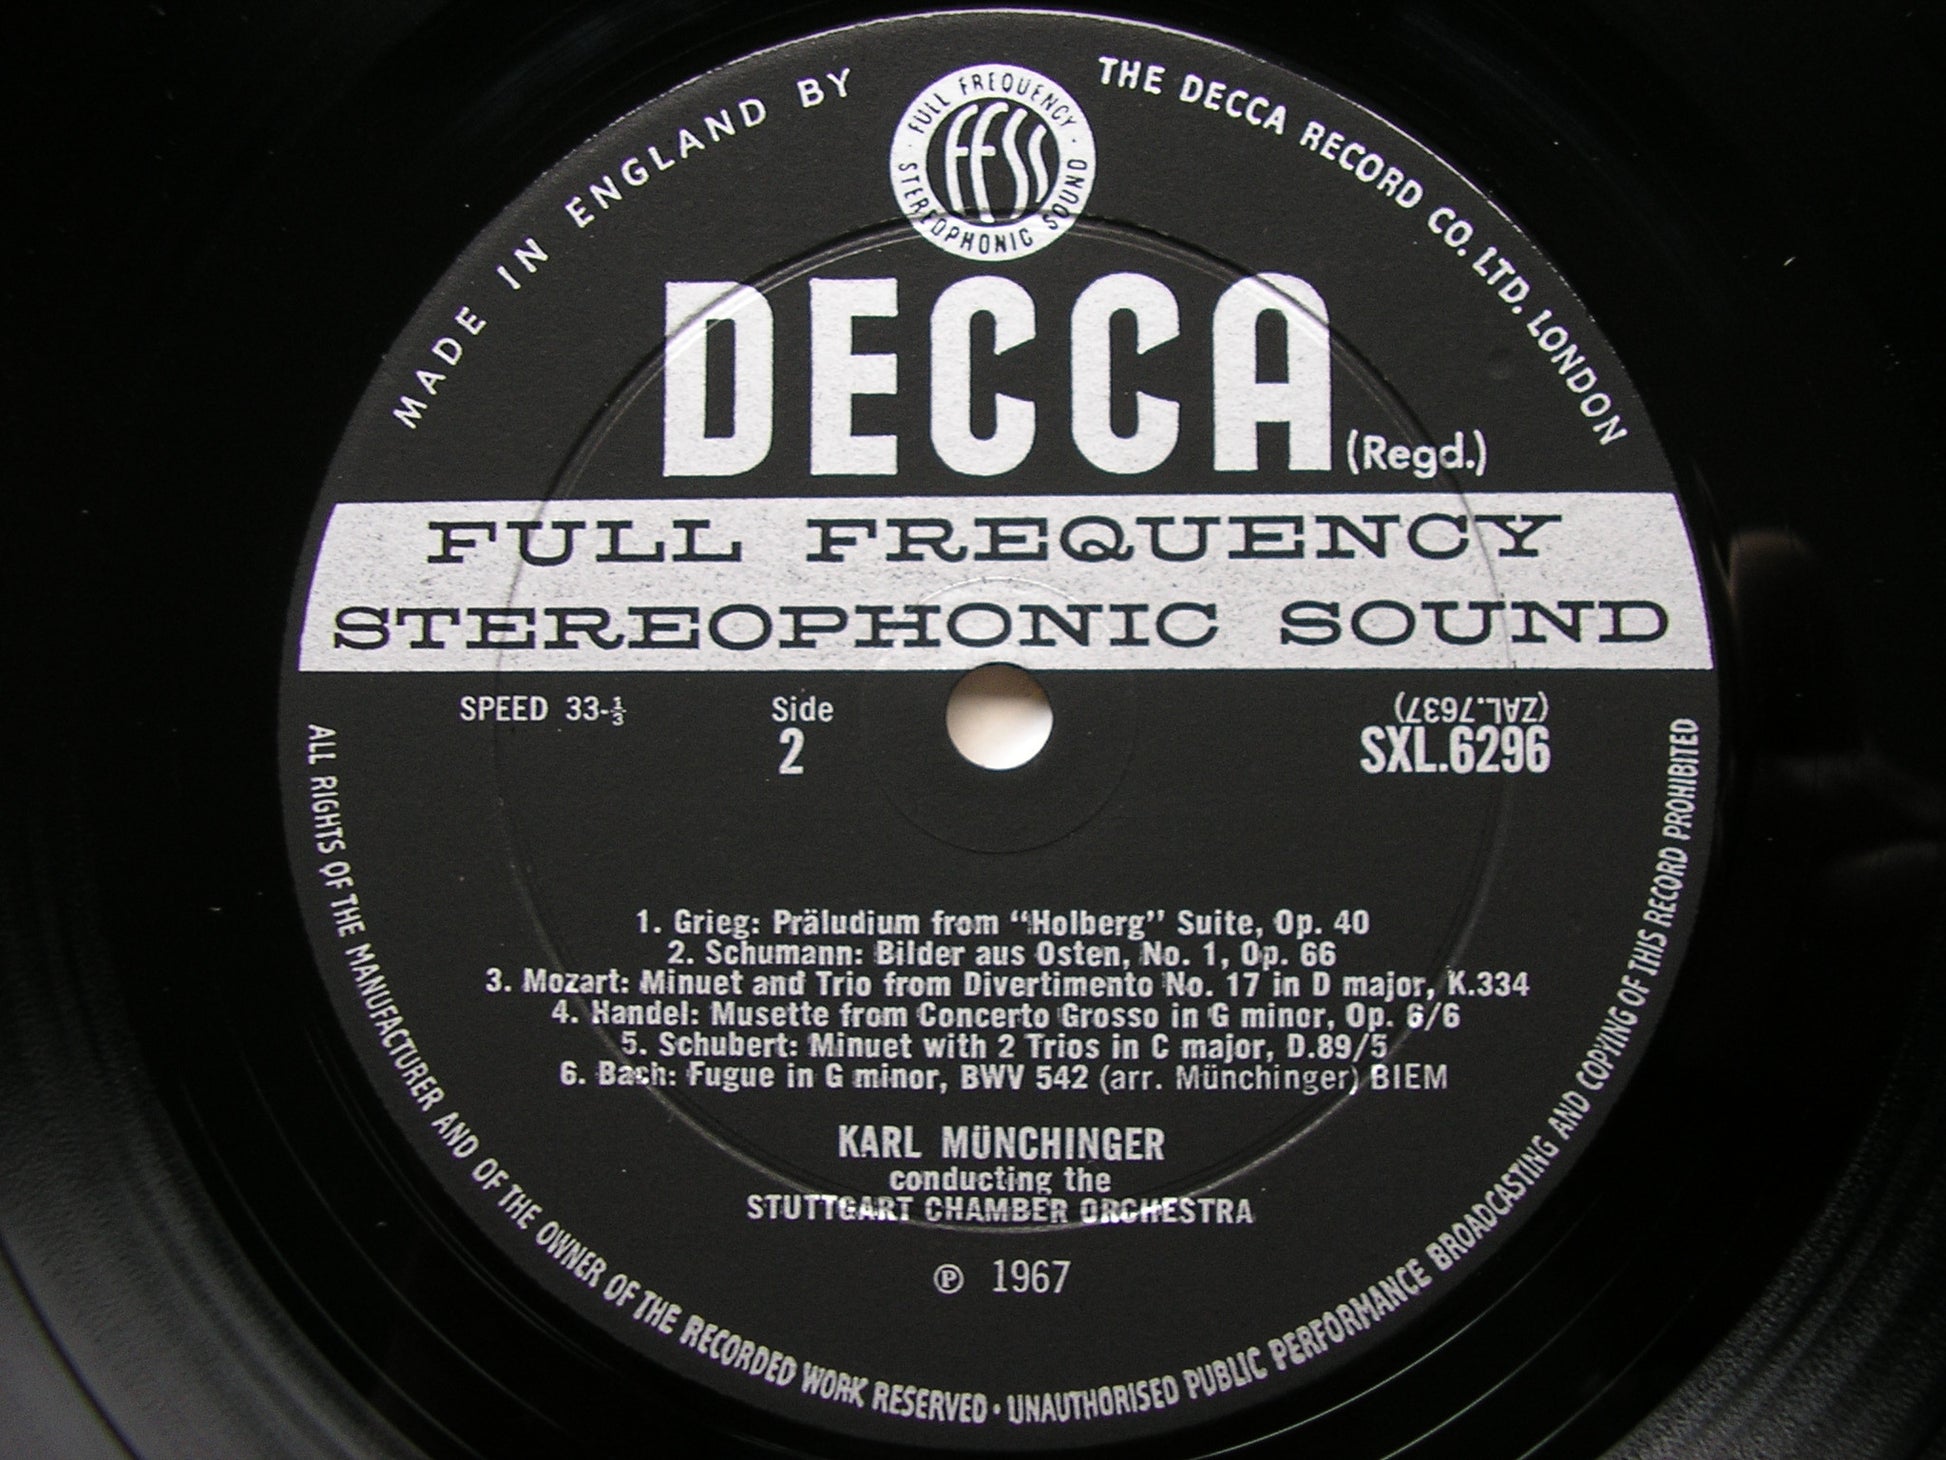 MADE IN ENGLAND BY
THE DECCA RECORD CO. LTD. LONDON
FULL FREQUENCY
STEREOPHONIC SOUND
FFSS
DECCA (Regd.)
FULL FREQUENCY
STEREOPHONIC SOUND
SPEED 33-⅓
Side
2
(ZAL.7637)
SXL.6296
1. Grieg: Präludium from “Holberg” Suite, Op. 40
2. Schumann: Bilder aus Osten, No. 1, Op. 66
3. Mozart: Minuet and Trio from Divertimento No. 17 in D major, K.334
4. Handel: Musette from Concerto Grosso in G minor, Op. 6/6
5. Schubert: Minuet with 2 Trios in C major, D.89/5
6. Bach: Fugue in G minor, BWV 542 (arr. Münchinger) BIEM
KARL MÜNCHINGER
conducting the
STUTTGART CHAMBER ORCHESTRA
℗ 1967
ALL RIGHTS OF THE MANUFACTURER AND OF THE OWNER OF THE RECORDED WORK RESERVED · UNAUTHORISED PUBLIC PERFORMANCE BROADCASTING AND COPYING OF THIS RECORD PROHIBITED